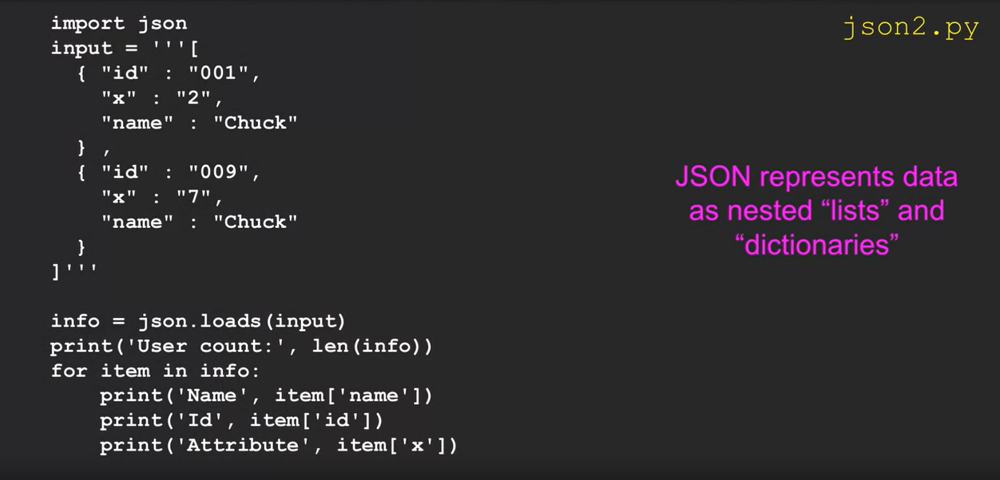 import json
input = '''[
  { "id" : "001",
    "x" : "2",
    "name" : "Chuck"
  } ,
  { "id" : "009",
    "x" : "7",
    "name" : "Chuck"
  }
]'''

info = json.loads(input)
print('User count:', len(info))
for item in info:
    print('Name', item['name'])
    print('Id', item['id'])
    print('Attribute', item['x'])
json2.py
JSON represents data
as nested “lists” and
“dictionaries”